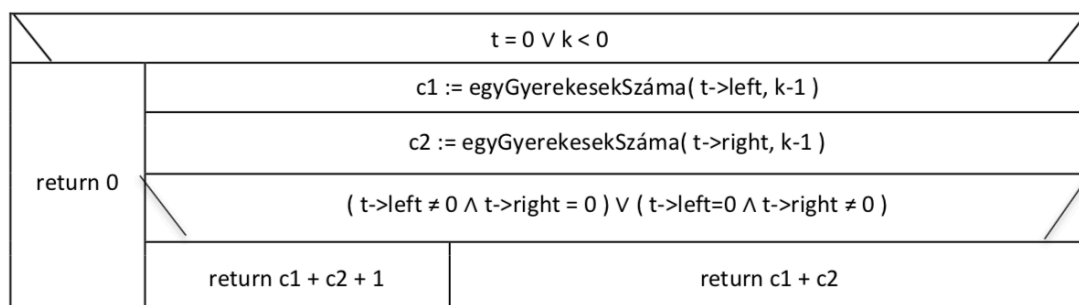 t = 0 ∨ k < 0
c1 := egyGyerekesekSzáma( t->left, k-1 )
c2 := egyGyerekesekSzáma( t->right, k-1 )
return 0
( t->left ≠ 0 ∧ t->right = 0 ) ∨ ( t->left=0 ∧ t->right ≠ 0 )
return c1 + c2 + 1
return c1 + c2